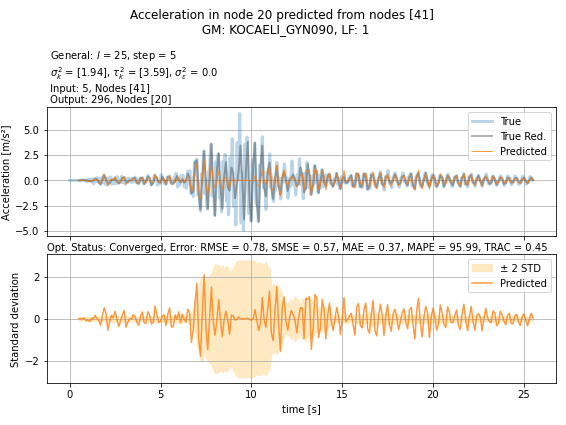 Acceleration in node 20 predicted from nodes [41]
GM: KOCAELI_GYN090, LF: 1
General: l = 25, step = 5
σ²_k = [1.94], τ²_k = [3.59], σ²_ε = 0.0
Input: 5, Nodes [41]
Output: 296, Nodes [20]
Acceleration [m/s²]
5.0
2.5
0.0
−2.5
−5.0
True
True Red.
Predicted
Opt. Status: Converged, Error: RMSE = 0.78, SMSE = 0.57, MAE = 0.37, MAPE = 95.99, TRAC = 0.45
Standard deviation
2
0
−2
± 2 STD
Predicted
0
5
10
15
20
25
time [s]